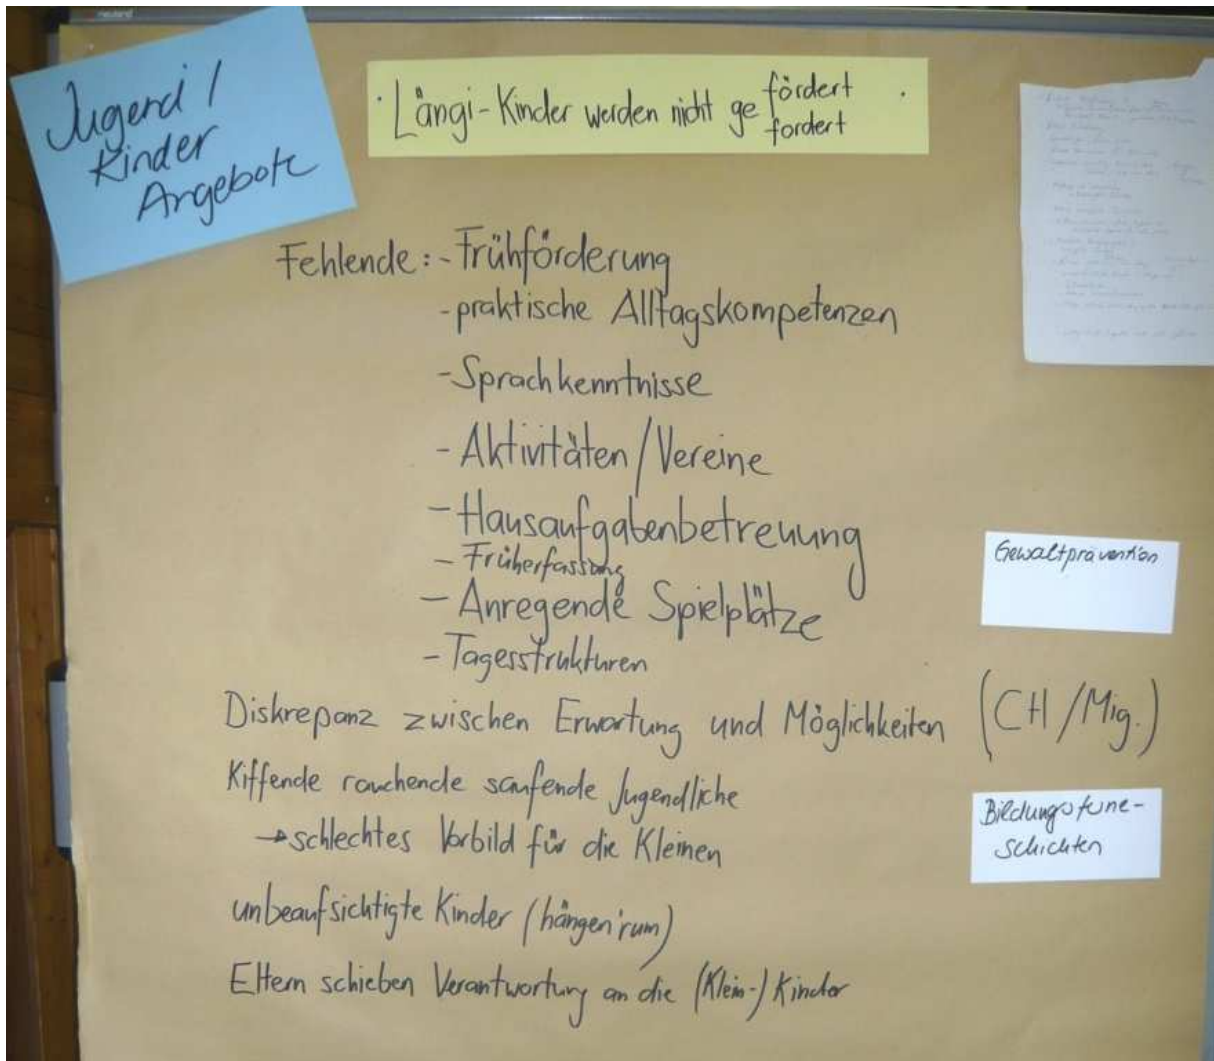 Jugend /
Kinder
Angebote
· Längi-Kinder werden nicht ge fördert ·
fordert
Fehlende: - Frühförderung
- praktische Alltagskompetenzen
- Sprachkenntnisse
- Aktivitäten / Vereine
- Hausaufgabenbetreuung
- Früherfassung
- Anregende Spielplätze
- Tagesstrukturen
Gewaltprävention
Diskrepanz zwischen Erwartung und Möglichkeiten (CH / Mig.)
Kiffende rauchende saufende Jugendliche
→ schlechtes Vorbild für die Kleinen
Bildungsferne-
schichten
unbeaufsichtigte Kinder (hängen 'rum)
Eltern schieben Verantwortung an die (Klein-) Kinder